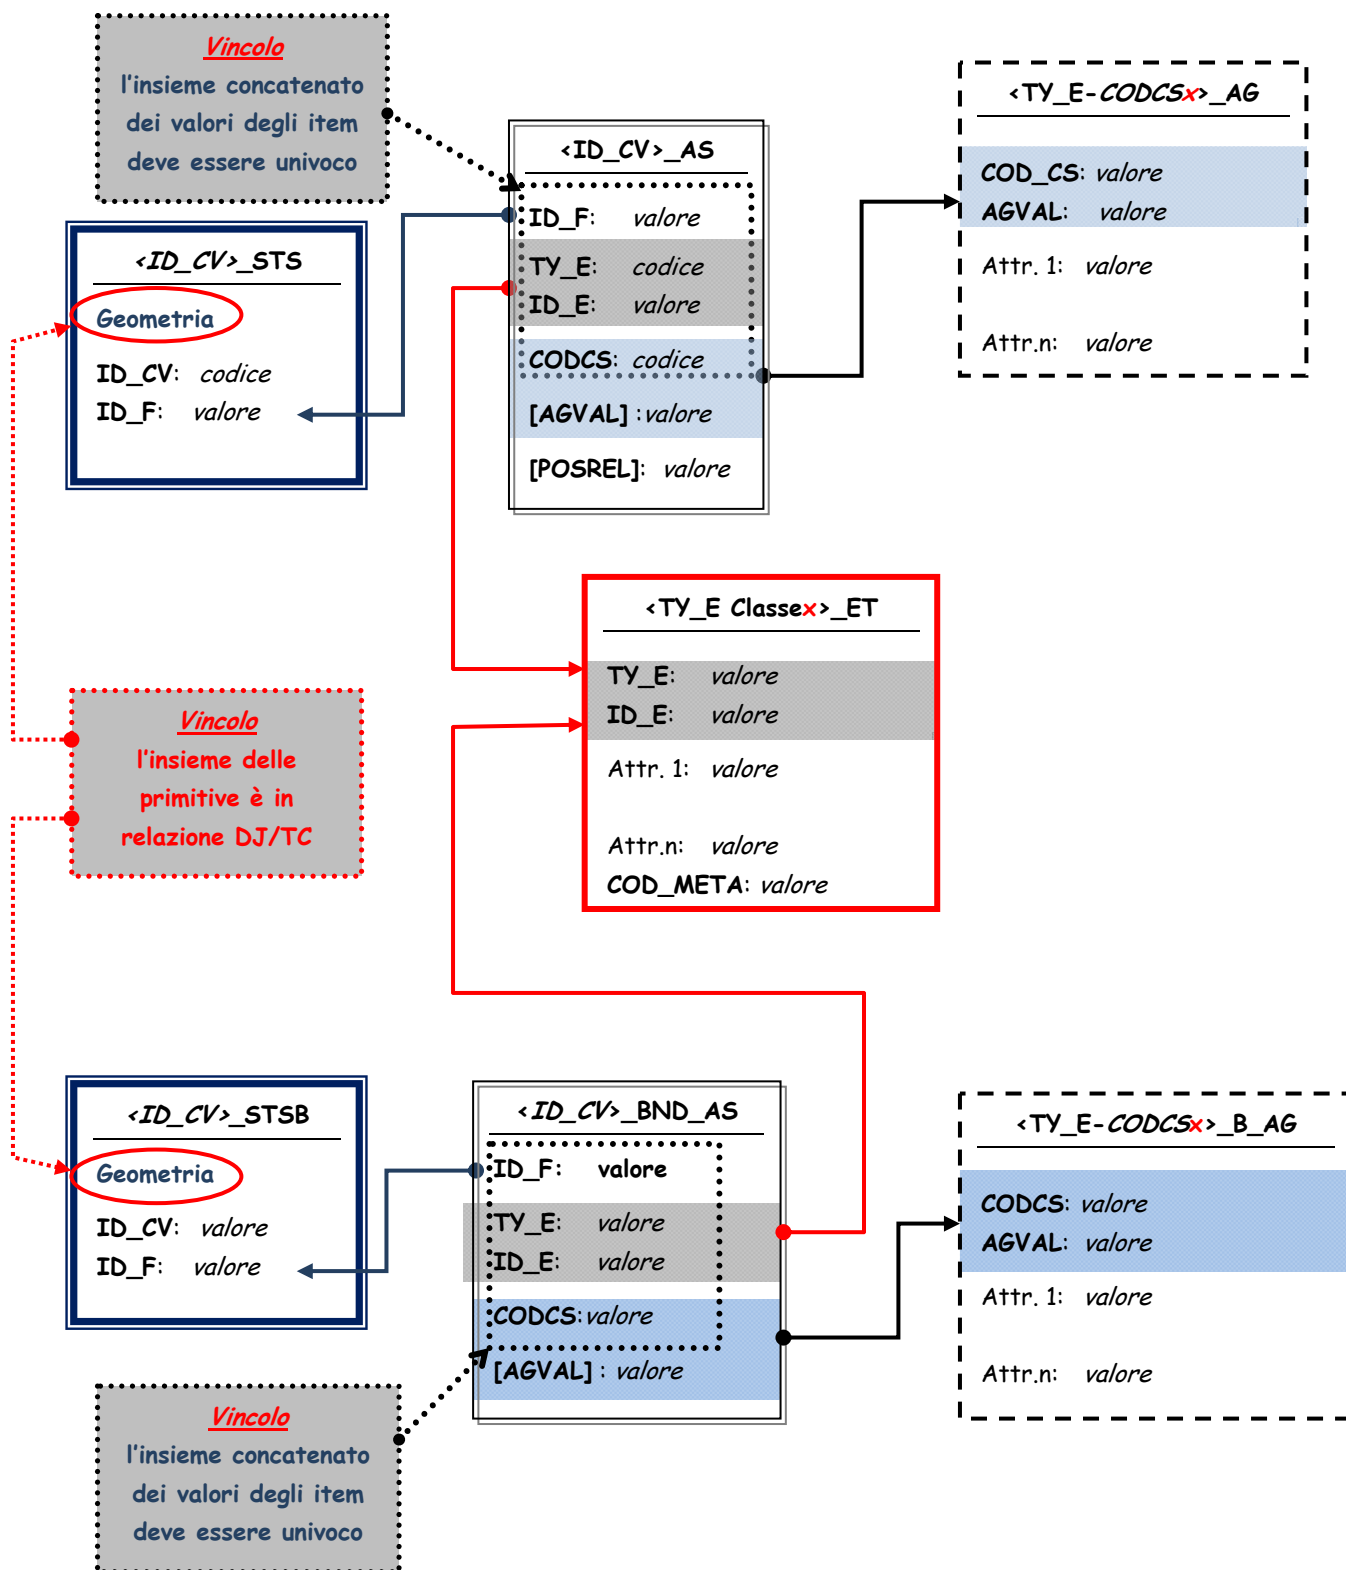 Vincolo
l'insieme concatenato
dei valori degli item
deve essere univoco
<ID_CV>_STS
Geometria
ID_CV: codice
ID_F: valore
<ID_CV>_AS
ID_F: valore
TY_E: codice
ID_E: valore
CODCS: codice
[AGVAL] : valore
[POSREL]: valore
<TY_E-CODCSx>_AG
COD_CS: valore
AGVAL: valore
Attr. 1: valore
Attr.n: valore
<TY_E Classex>_ET
TY_E: valore
ID_E: valore
Attr. 1: valore
Attr.n: valore
COD_META: valore
Vincolo
l'insieme delle
primitive è in
relazione DJ/TC
<ID_CV>_STSB
Geometria
ID_CV: valore
ID_F: valore
<ID_CV>_BND_AS
ID_F: valore
TY_E: valore
ID_E: valore
CODCS: valore
[AGVAL] : valore
<TY_E-CODCSx>_B_AG
CODCS: valore
AGVAL: valore
Attr. 1: valore
Attr.n: valore
Vincolo
l'insieme concatenato
dei valori degli item
deve essere univoco